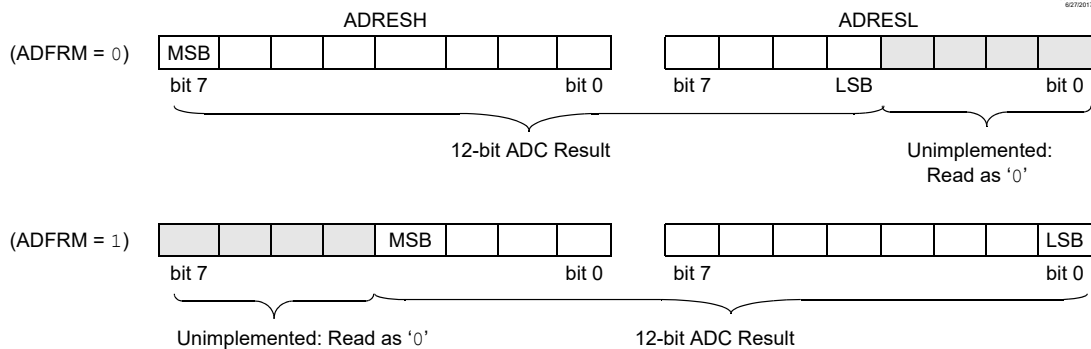 6/27/201
ADRESH ADRESL
(ADFRM = 0) MSB
bit 7 bit 0 bit 7 LSB bit 0
12-bit ADC Result Unimplemented:
Read as ‘0’
(ADFRM = 1) MSB LSB
bit 7 bit 0 bit 7 bit 0
Unimplemented: Read as ‘0’ 12-bit ADC Result